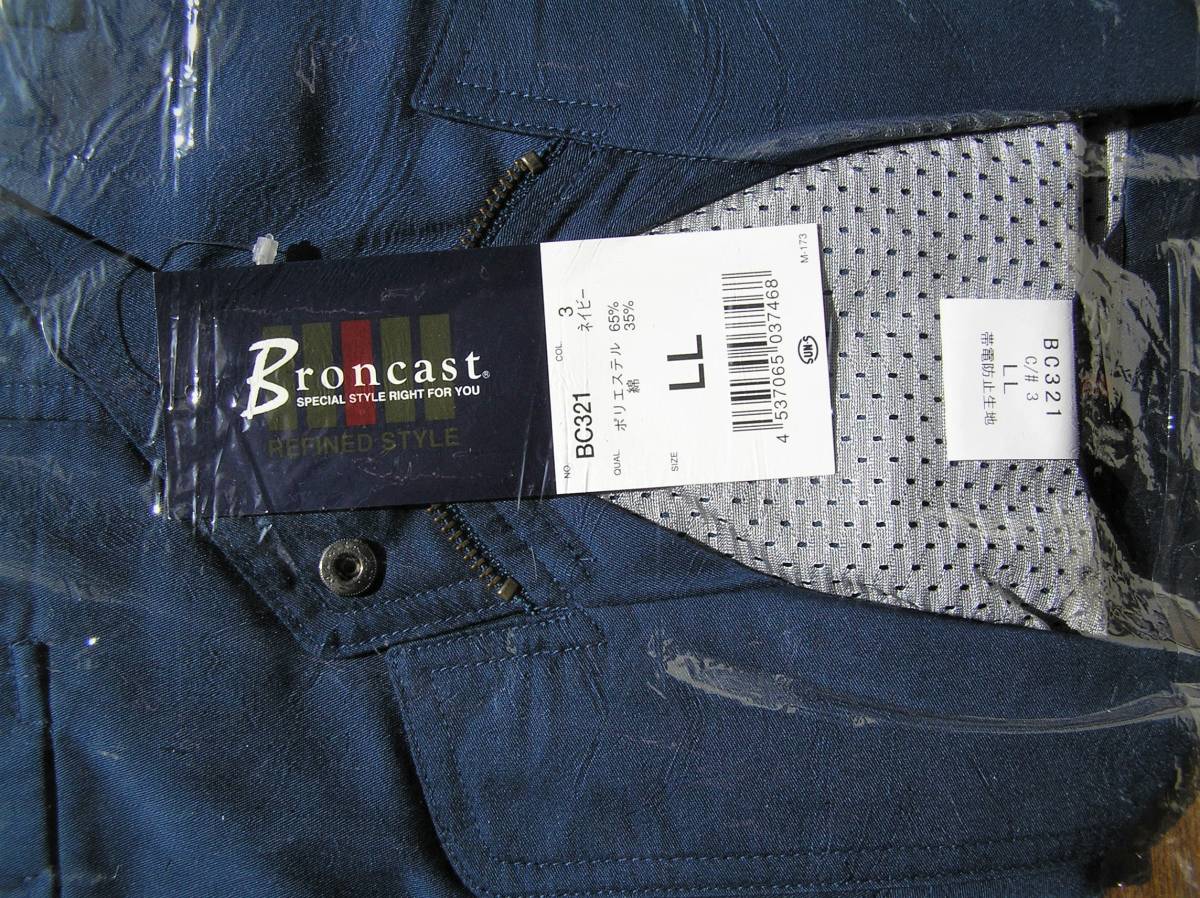 Broncast®
SPECIAL STYLE RIGHT FOR YOU
REFINED STYLE
NO. BC321 COL. 3
ネイビー
QUAL. ポリエステル 65%
綿 35%
SIZE LL
4 537065 037468
SUN-S
M-173
BC321
C/# 3
LL
帯電防止生地